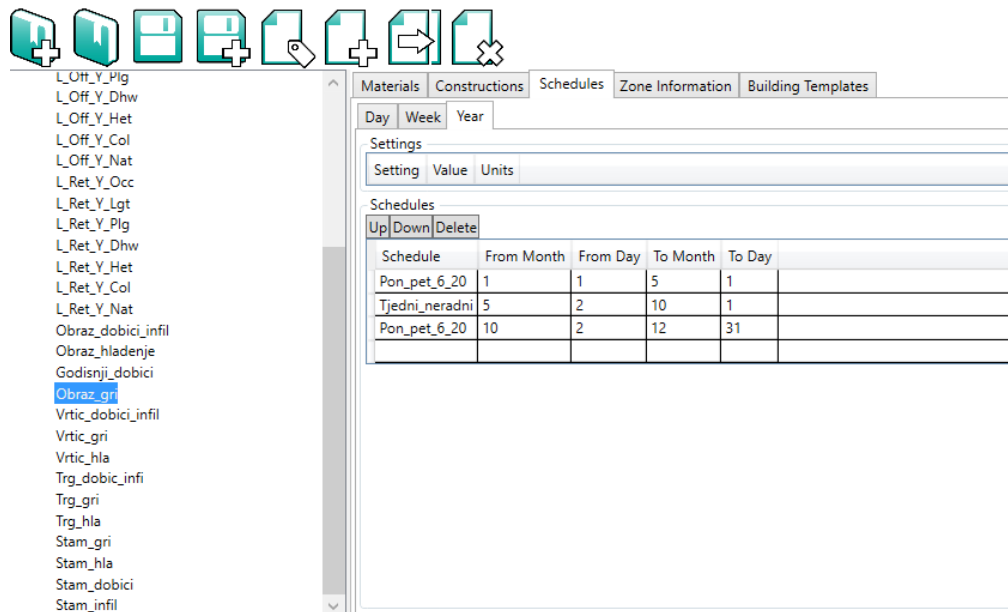 L_Off_Y_Plg
L_Off_Y_Dhw
L_Off_Y_Het
L_Off_Y_Col
L_Off_Y_Nat
L_Ret_Y_Occ
L_Ret_Y_Lgt
L_Ret_Y_Plg
L_Ret_Y_Dhw
L_Ret_Y_Het
L_Ret_Y_Col
L_Ret_Y_Nat
Obraz_dobici_infil
Obraz_hladenje
Godisnji_dobici
Obraz_gri
Vrtic_dobici_infil
Vrtic_gri
Vrtic_hla
Trg_dobic_infi
Trg_gri
Trg_hla
Stam_gri
Stam_hla
Stam_dobici
Stam_infil
Materials Constructions Schedules Zone Information Building Templates
Day Week Year
Settings
Setting Value Units
Schedules
Up Down Delete
Schedule From Month From Day To Month To Day
Pon_pet_6_20 1 1 5 1
Tjedni_neradni 5 2 10 1
Pon_pet_6_20 10 2 12 31